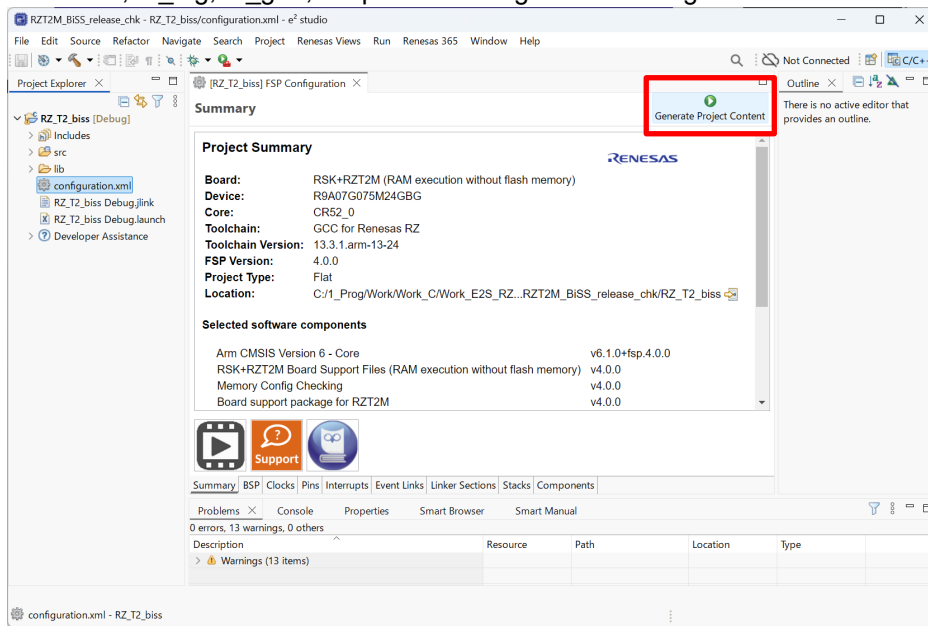 RZT2M_BiSS_release_chk - RZ_T2_biss/configuration.xml - e² studio
File Edit Source Refactor Navigate Search Project Renesas Views Run Renesas 365 Window Help
Not Connected C/C+
Project Explorer
[RZ_T2_biss] FSP Configuration
Outline
RZ_T2_biss [Debug]
Includes
src
lib
configuration.xml
RZ_T2_biss Debug.jlink
RZ_T2_biss Debug.launch
Developer Assistance
Summary
Generate Project Content
There is no active editor that
provides an outline.
Project Summary
RENESAS
Board: RSK+RZT2M (RAM execution without flash memory)
Device: R9A07G075M24GBG
Core: CR52_0
Toolchain: GCC for Renesas RZ
Toolchain Version: 13.3.1.arm-13-24
FSP Version: 4.0.0
Project Type: Flat
Location: C:/1_Prog/Work/Work_C/Work_E2S_RZ...RZT2M_BiSS_release_chk/RZ_T2_biss
Selected software components
Arm CMSIS Version 6 - Core v6.1.0+fsp.4.0.0
RSK+RZT2M Board Support Files (RAM execution without flash memory) v4.0.0
Memory Config Checking v4.0.0
Board support package for RZT2M v4.0.0
Support
Summary BSP Clocks Pins Interrupts Event Links Linker Sections Stacks Components
Problems Console Properties Smart Browser Smart Manual
0 errors, 13 warnings, 0 others
Description Resource Path Location Type
Warnings (13 items)
configuration.xml - RZ_T2_biss